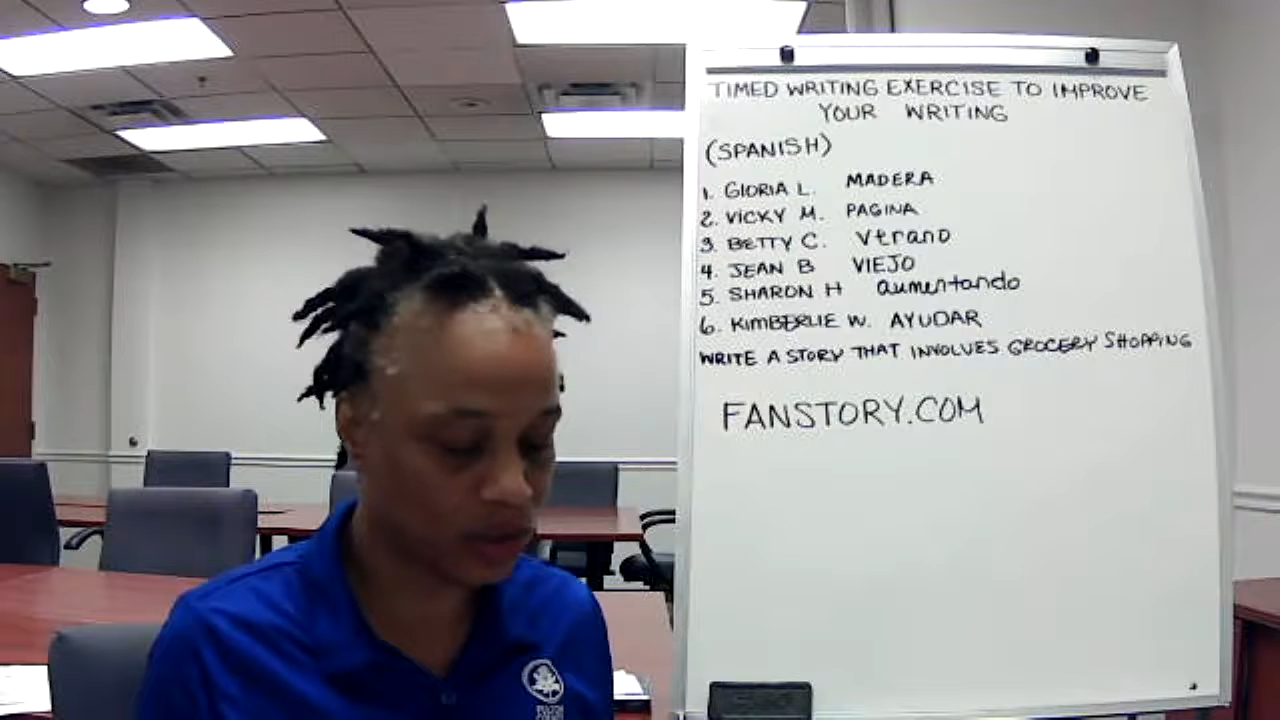 TIMED WRITING EXERCISE TO IMPROVE
YOUR WRITING
(SPANISH)
1. GLORIA L. MADERA
2. VICKY M. PAGINA
3. BETTY C. Verano
4. JEAN B VIEJO
5. SHARON H aumentando
6. KIMBERLIE W. AYUDAR
WRITE A STORY THAT INVOLVES GROCERY SHOPPING
FANSTORY.COM